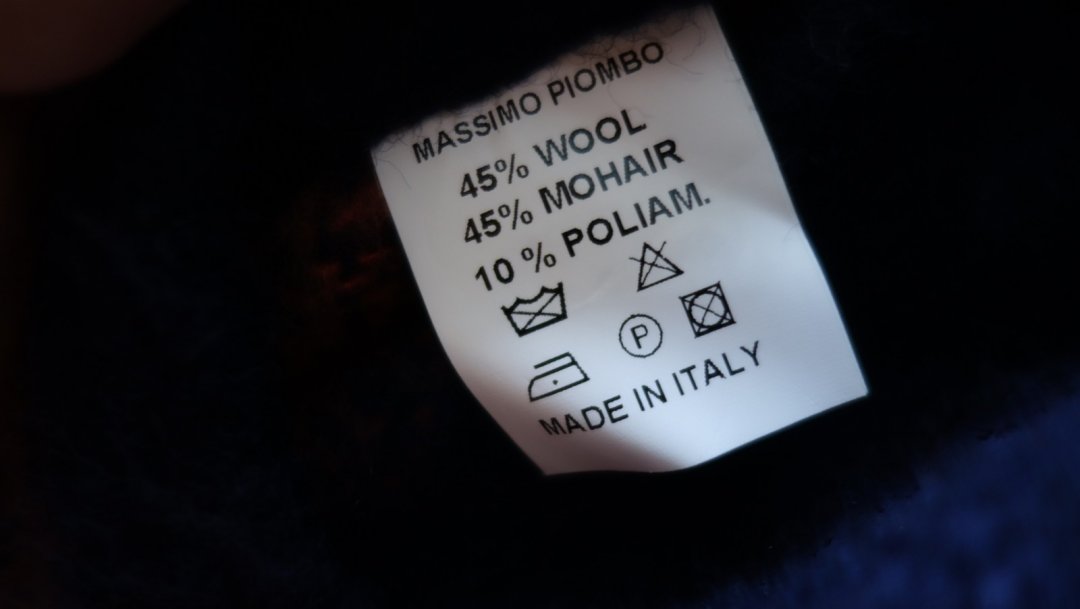 MASSIMO PIOMBO
45% WOOL
45% MOHAIR
10 % POLIAM.
P
MADE IN ITALY